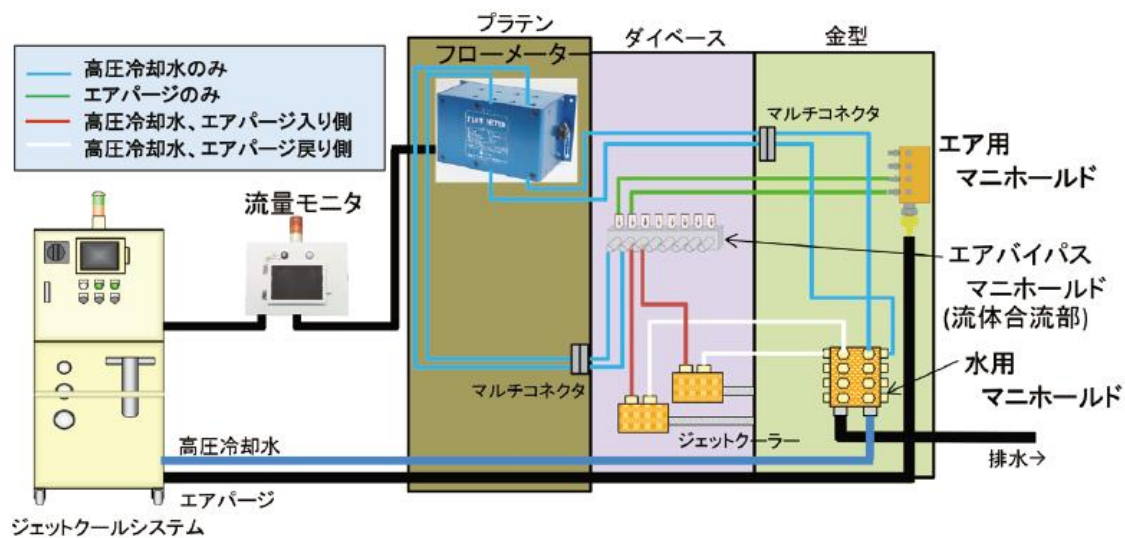 高圧冷却水のみ
エアパージのみ
高圧冷却水、エアパージ入り側
高圧冷却水、エアパージ戻り側
プラテン
フローメーター
ダイベース
金型
マルチコネクタ
エア用
マニホールド
流量モニタ
FLOW METER
エアバイパス
マニホールド
(流体合流部)
水用
マニホールド
マルチコネクタ
ジェットクーラー
高圧冷却水
排水→
エアパージ
ジェットクールシステム